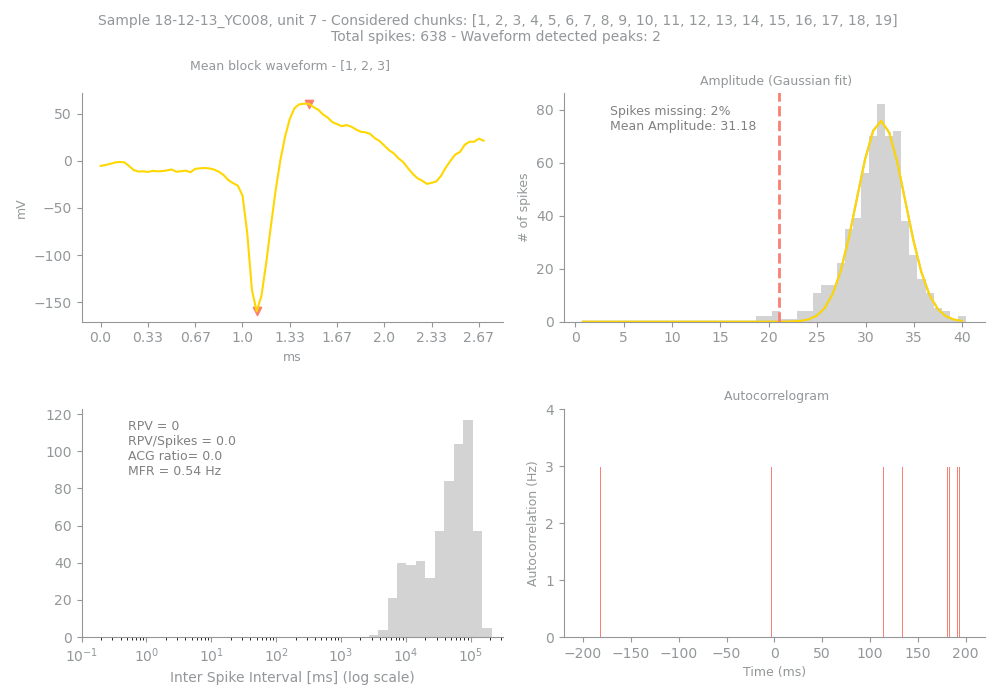 Sample 18-12-13_YC008, unit 7 - Considered chunks: [1, 2, 3, 4, 5, 6, 7, 8, 9, 10, 11, 12, 13, 14, 15, 16, 17, 18, 19]
Total spikes: 638 - Waveform detected peaks: 2
Mean block waveform - [1, 2, 3]
50
0
−50
−100
−150
mV
0.0 0.33 0.67 1.0 1.33 1.67 2.0 2.33 2.67
ms
Amplitude (Gaussian fit)
Spikes missing: 2%
Mean Amplitude: 31.18
80
60
40
20
0
# of spikes
0 5 10 15 20 25 30 35 40
120
100
80
60
40
20
0
RPV = 0
RPV/Spikes = 0.0
ACG ratio= 0.0
MFR = 0.54 Hz
10⁻¹ 10⁰ 10¹ 10² 10³ 10⁴ 10⁵
Inter Spike Interval [ms] (log scale)
Autocorrelogram
4
3
2
1
0
Autocorrelation (Hz)
−200 −150 −100 −50 0 50 100 150 200
Time (ms)